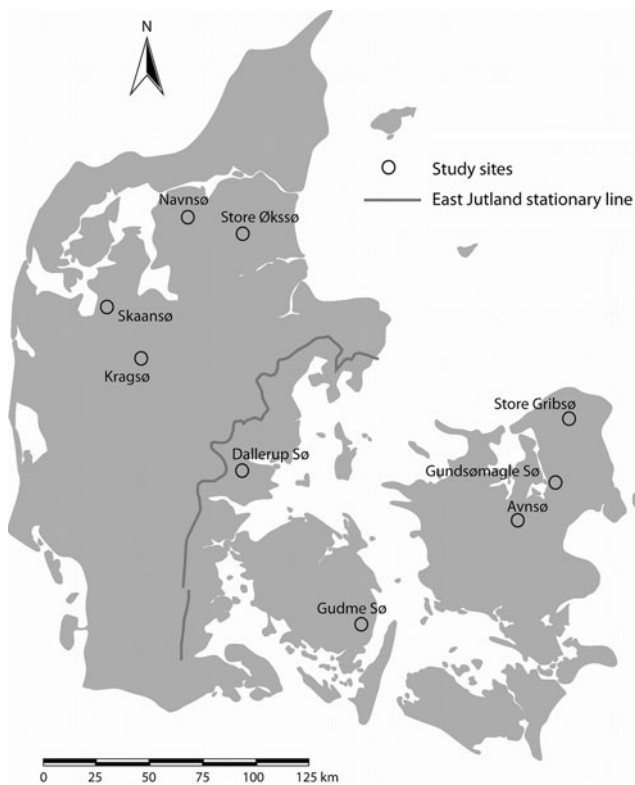 N
Study sites
East Jutland stationary line
Navnsø
Store Økssø
Skaansø
Kragsø
Store Gribsø
Dallerup Sø
Gundsømagle Sø
Avnsø
Gudme Sø
0 25 50 75 100 125 km